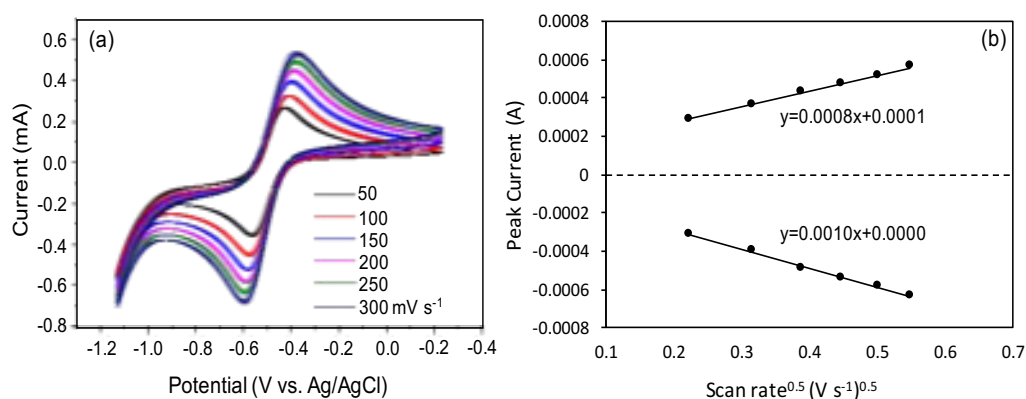 (a)
0.6
0.4
0.2
0.0
-0.2
-0.4
-0.6
-0.8
Current (mA)
50
100
150
200
250
300 mV s-1
-1.2 -1.0 -0.8 -0.6 -0.4 0.0 -0.2 -0.4
Potential (V vs. Ag/AgCl)
(b)
0.0008
0.0006
0.0004
0.0002
0
-0.0002
-0.0004
-0.0006
-0.0008
Peak Current (A)
y=0.0008x+0.0001
y=0.0010x+0.0000
0.1 0.2 0.3 0.4 0.5 0.6 0.7
Scan rate0.5 (V s-1)0.5